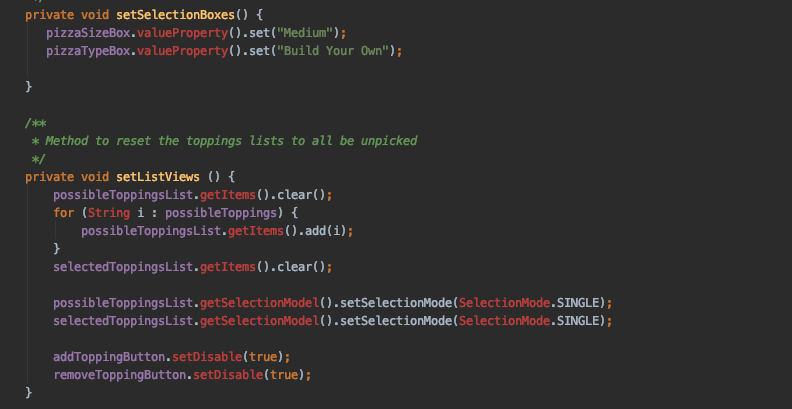 private void setSelectionBoxes() {
pizzaSizeBox.valueProperty().set("Medium");
pizzaTypeBox.valueProperty().set("Build Your Own");
}
/**
* Method to reset the toppings lists to all be unpicked
*/
private void setListViews () {
possibleToppingsList.getItems().clear();
for (String i : possibleToppings) {
possibleToppingsList.getItems().add(i);
}
selectedToppingsList.getItems().clear();
possibleToppingsList.getSelectionModel().setSelectionMode(SelectionMode.SINGLE);
selectedToppingsList.getSelectionModel().setSelectionMode(SelectionMode.SINGLE);
addToppingButton.setDisable(true);
removeToppingButton.setDisable(true);
}